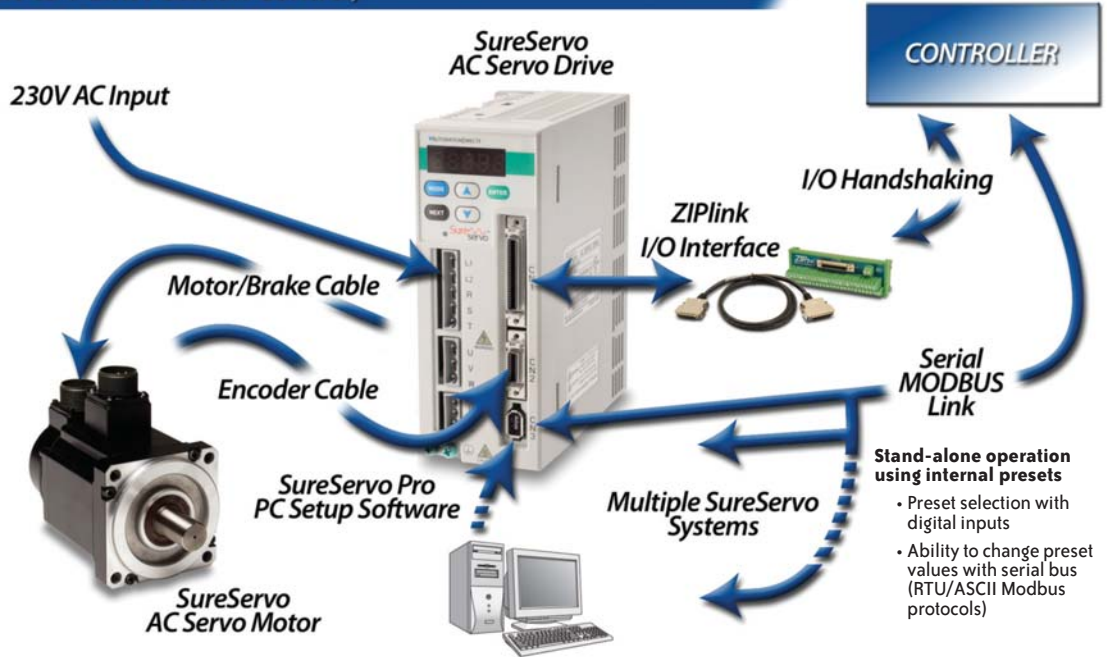 SureServo
AC Servo Drive
CONTROLLER
230V AC Input
I/O Handshaking
ZIPlink
I/O Interface
MODE
ENTER
NEXT
SureServo
servo
R
S
T
U
V
CN2
Motor/Brake Cable
Encoder Cable
Serial
MODBUS
Link
SureServo Pro
PC Setup Software
Multiple SureServo
Systems
Stand-alone operation
using internal presets
• Preset selection with
digital inputs
• Ability to change preset
values with serial bus
(RTU/ASCII Modbus
protocols)
SureServo
AC Servo Motor